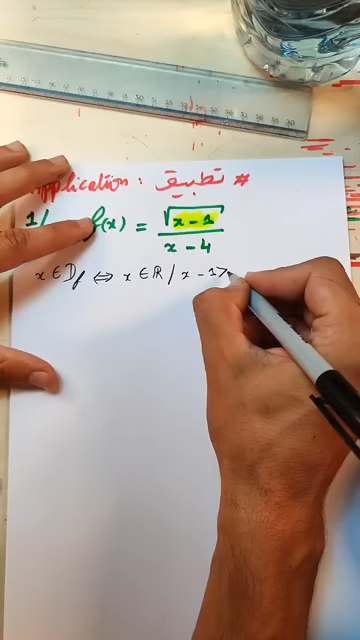 Application : تطبيق #
1/ f(x) = √(x - 1) / (x - 4)
x ∈ Df ⇔ x ∈ ℝ / x - 1 >